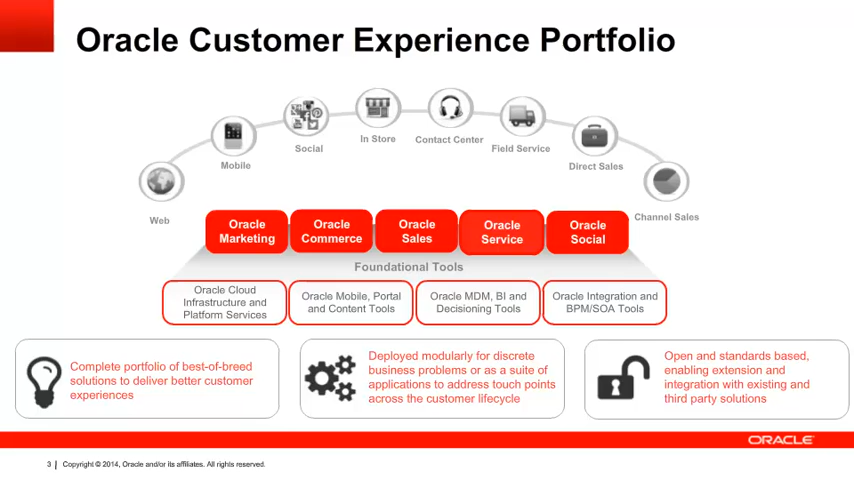 Oracle Customer Experience Portfolio
Web
Mobile
Social
In Store
Contact Center
Field Service
Direct Sales
Channel Sales
Oracle
Marketing
Oracle
Commerce
Oracle
Sales
Oracle
Service
Oracle
Social
Foundational Tools
Oracle Cloud
Infrastructure and
Platform Services
Oracle Mobile, Portal
and Content Tools
Oracle MDM, BI and
Decisioning Tools
Oracle Integration and
BPM/SOA Tools
Complete portfolio of best-of-breed
solutions to deliver better customer
experiences
Deployed modularly for discrete
business problems or as a suite of
applications to address touch points
across the customer lifecycle
Open and standards based,
enabling extension and
integration with existing and
third party solutions
ORACLE
3 | Copyright © 2014, Oracle and/or its affiliates. All rights reserved.